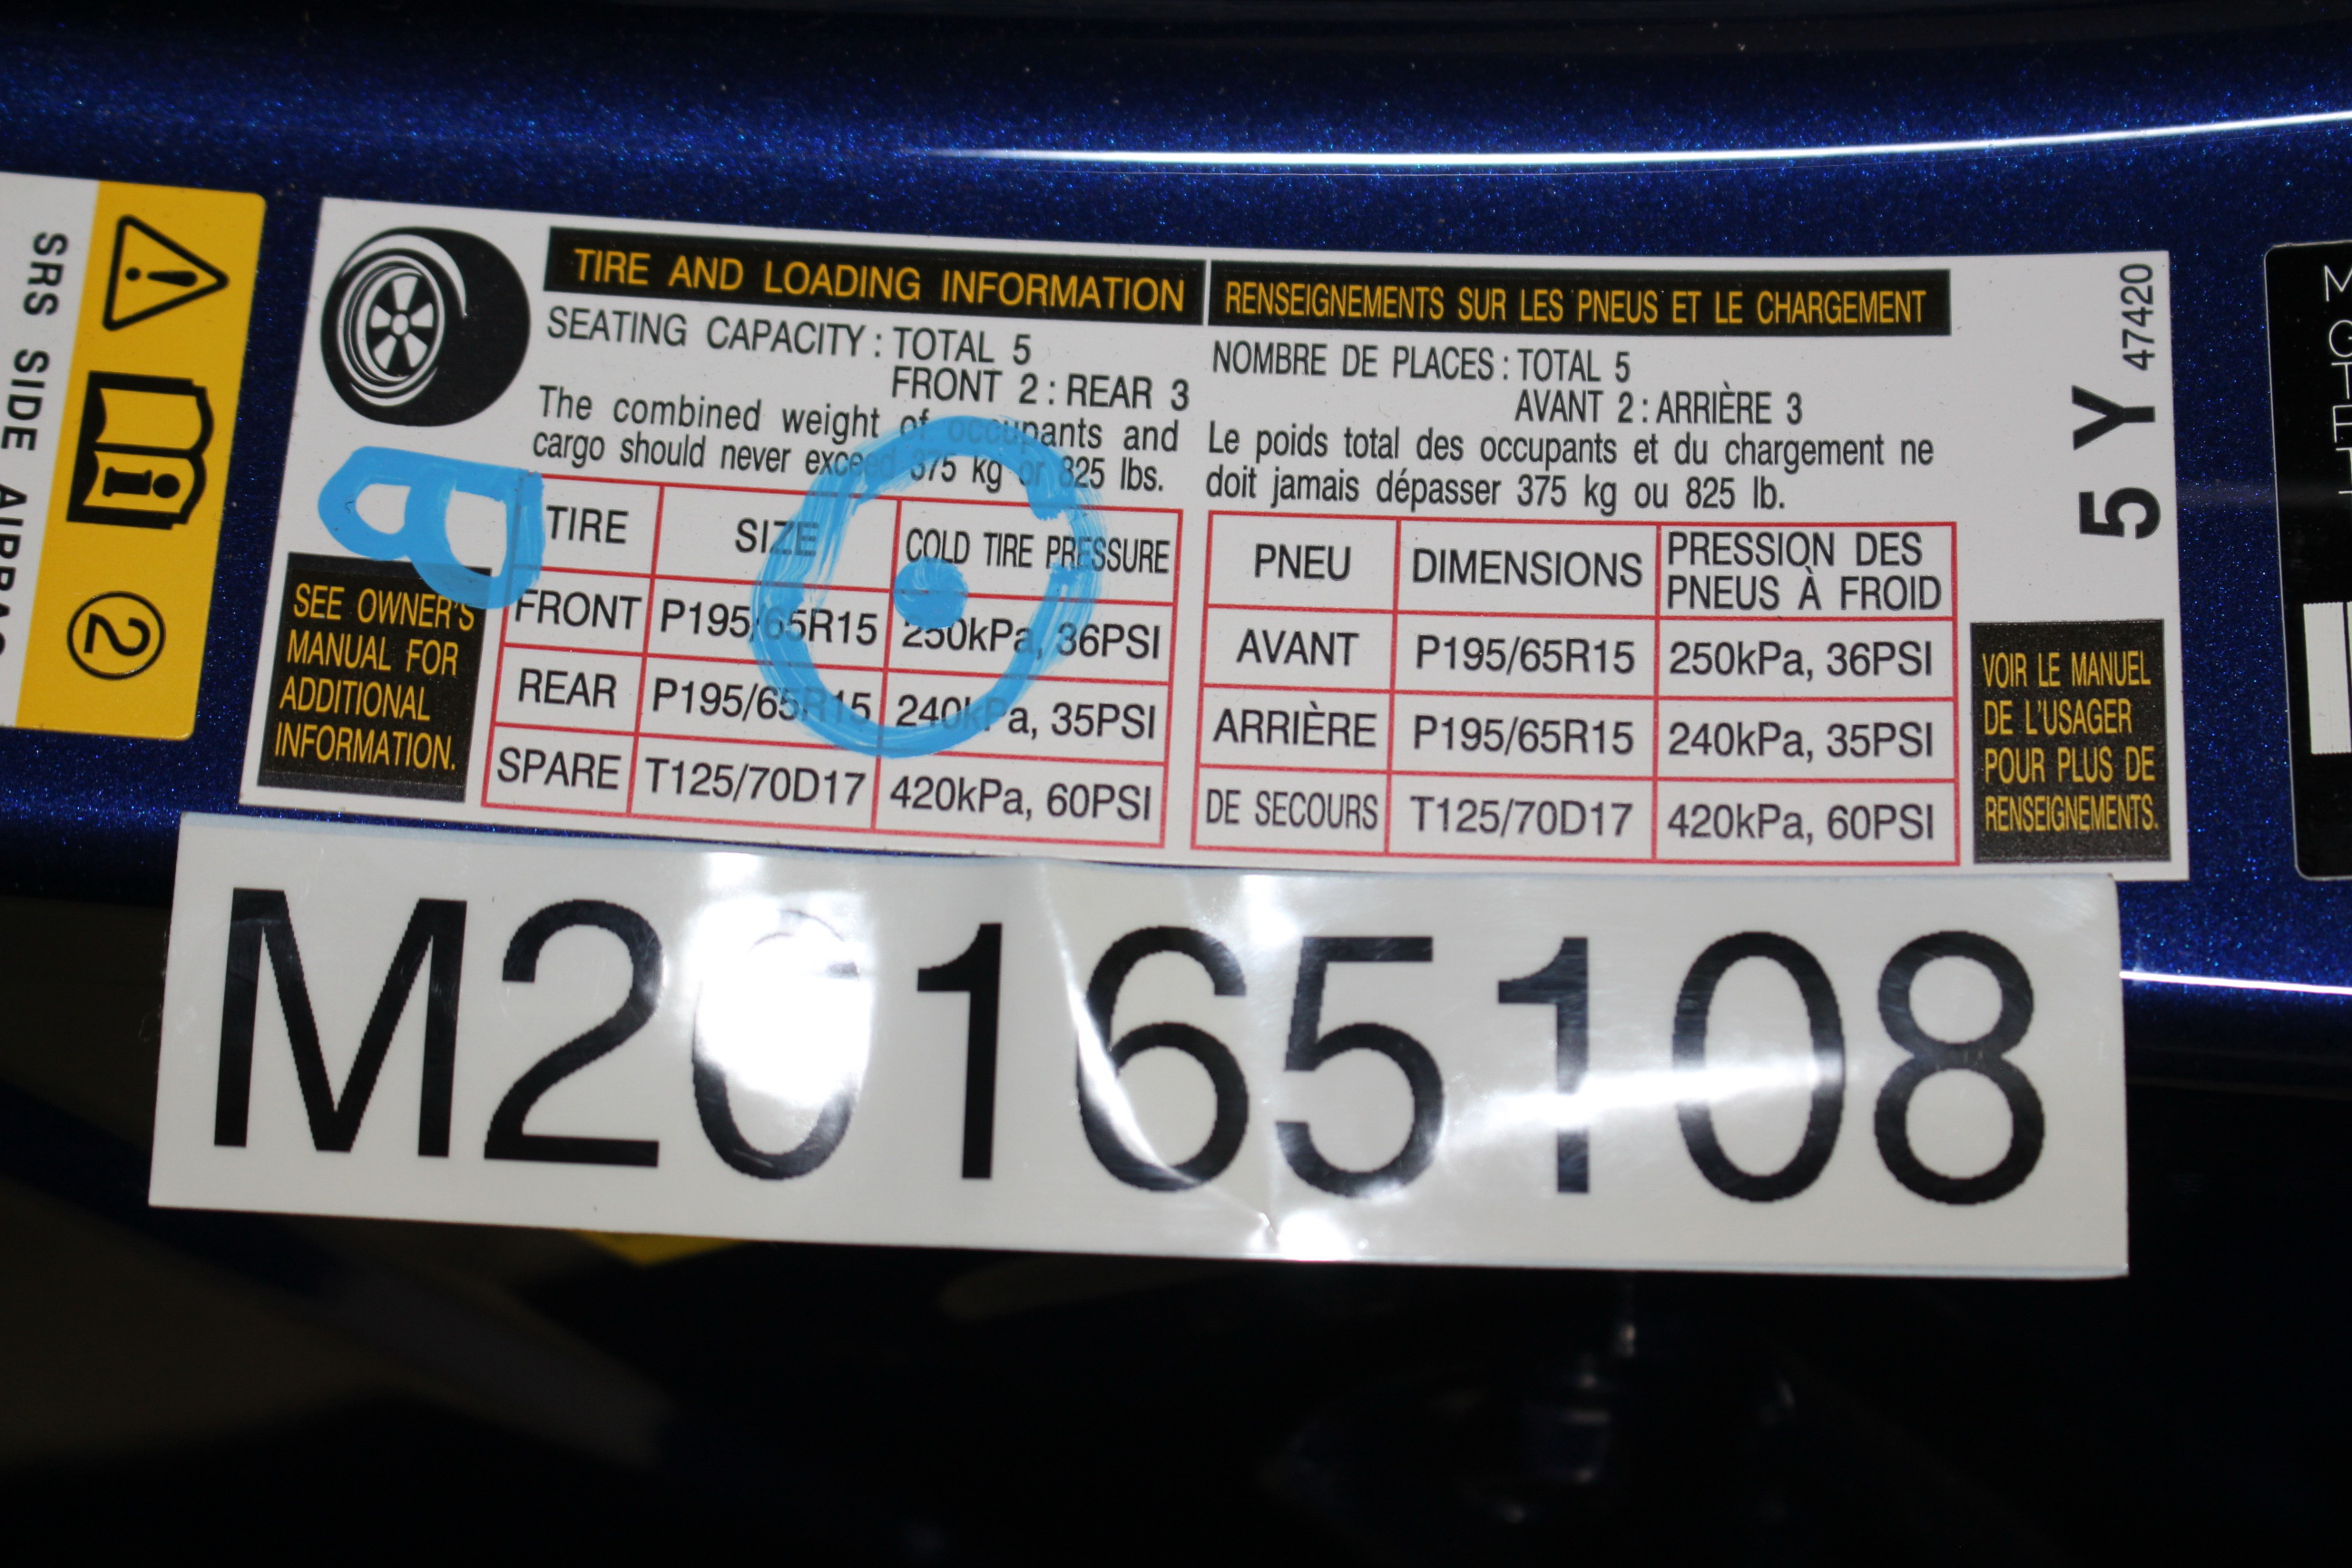 SRS SIDE AIRBAG
2
TIRE AND LOADING INFORMATION
SEATING CAPACITY : TOTAL 5
FRONT 2 : REAR 3
The combined weight of occupants and
cargo should never exceed 375 kg or 825 lbs.
TIRE SIZE COLD TIRE PRESSURE
FRONT P195/65R15 250kPa, 36PSI
REAR P195/65R15 240kPa, 35PSI
SPARE T125/70D17 420kPa, 60PSI
SEE OWNER'S
MANUAL FOR
ADDITIONAL
INFORMATION.
B
RENSEIGNEMENTS SUR LES PNEUS ET LE CHARGEMENT
NOMBRE DE PLACES : TOTAL 5
AVANT 2 : ARRIÈRE 3
Le poids total des occupants et du chargement ne
doit jamais dépasser 375 kg ou 825 lb.
PNEU DIMENSIONS PRESSION DES
PNEUS À FROID
AVANT P195/65R15 250kPa, 36PSI
ARRIÈRE P195/65R15 240kPa, 35PSI
DE SECOURS T125/70D17 420kPa, 60PSI
VOIR LE MANUEL
DE L'USAGER
POUR PLUS DE
RENSEIGNEMENTS.
5Y 47420
M20165108